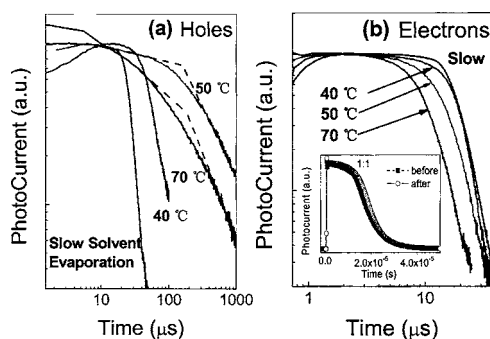 (a) Holes
PhotoCurrent (a.u.)
50 ℃
70 ℃
40 ℃
Slow Solvent
Evaporation
10
100
1000
Time (µs)
(b) Electrons
PhotoCurrent (a.u.)
Slow
40 ℃
50 ℃
70 ℃
1:1
before
after
Photocurrent (a.u.)
0.0
2.0x10⁻⁵
4.0x10⁻⁵
Time (s)
1
10
Time (µs)